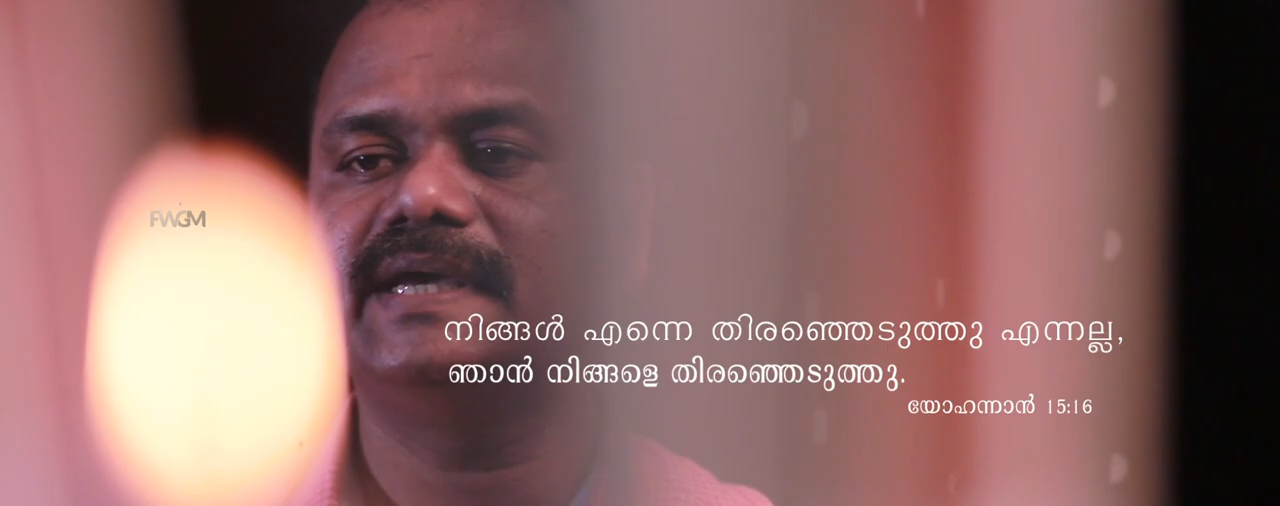 FWGM
നിങ്ങൾ എന്നെ തിരഞ്ഞെടുത്തു എന്നല്ല,
ഞാൻ നിങ്ങളെ തിരഞ്ഞെടുത്തു.
യോഹന്നാൻ 15:16